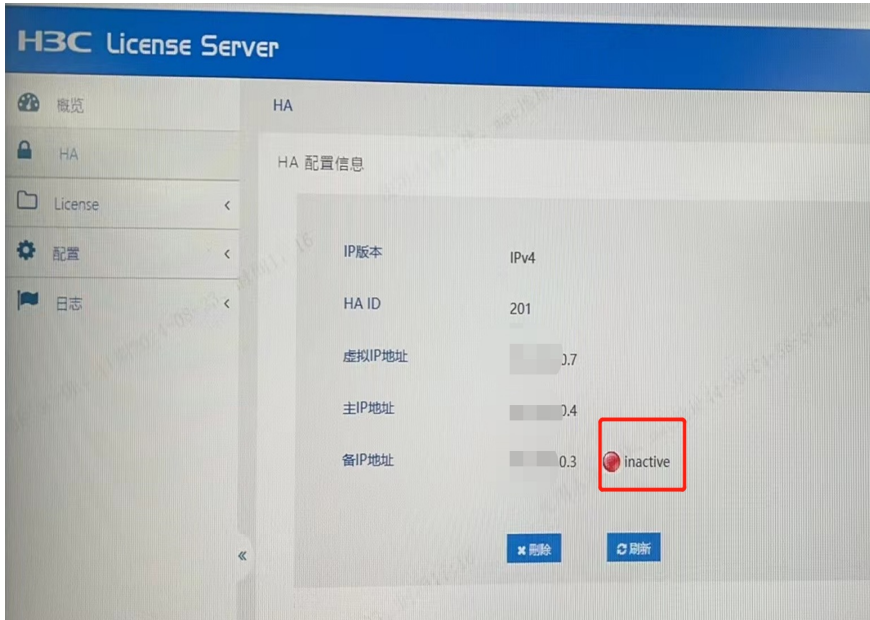 H3C License Server
概览
HA
HA
HA 配置信息
License
IP版本 IPv4
配置
HA ID 201
日志
虚拟IP地址 0.7
主IP地址 0.4
备IP地址 0.3 inactive
删除 刷新